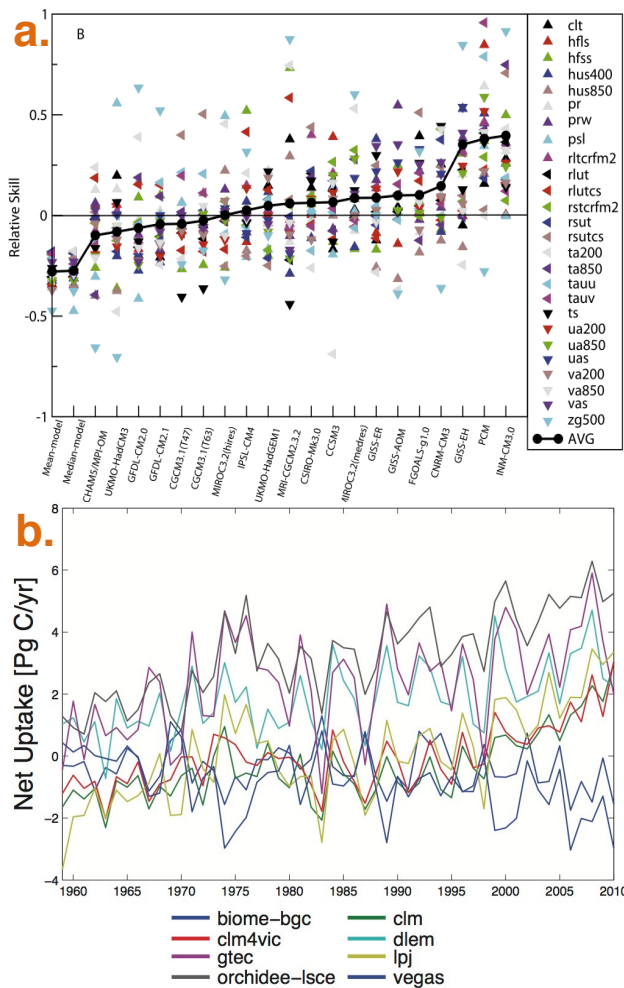 a.
B
1
0.5
0
-0.5
-1
Relative Skill
Mean-model
Median-model
CHAM5/MPI-OM
UKMO-HadCM3
GFDL-CM2.0
GFDL-CM2.1
CGCM3.1(T47)
CGCM3.1(T63)
MIROC3.2(hires)
IPSL-CM4
UKMO-HadGEM1
MRI-CGCM2.3.2
CSIRO-Mk3.0
CCSM3
MIROC3.2(medres)
GISS-ER
GISS-AOM
FGOALS-g1.0
CNRM-CM3
GISS-EH
PCM
INM-CM3.0
clt
hfls
hfss
hus400
hus850
pr
prw
psl
rltcrfm2
rlut
rlutcs
rstcrfm2
rsut
rsutcs
ta200
ta850
tauu
tauv
ts
ua200
ua850
uas
va200
va850
vas
zg500
AVG
b.
8
6
4
2
0
−2
−4
Net Uptake [Pg C/yr]
1960 1965 1970 1975 1980 1985 1990 1995 2000 2005 2010
biome−bgc clm
clm4vic dlem
gtec lpj
orchidee−lsce vegas